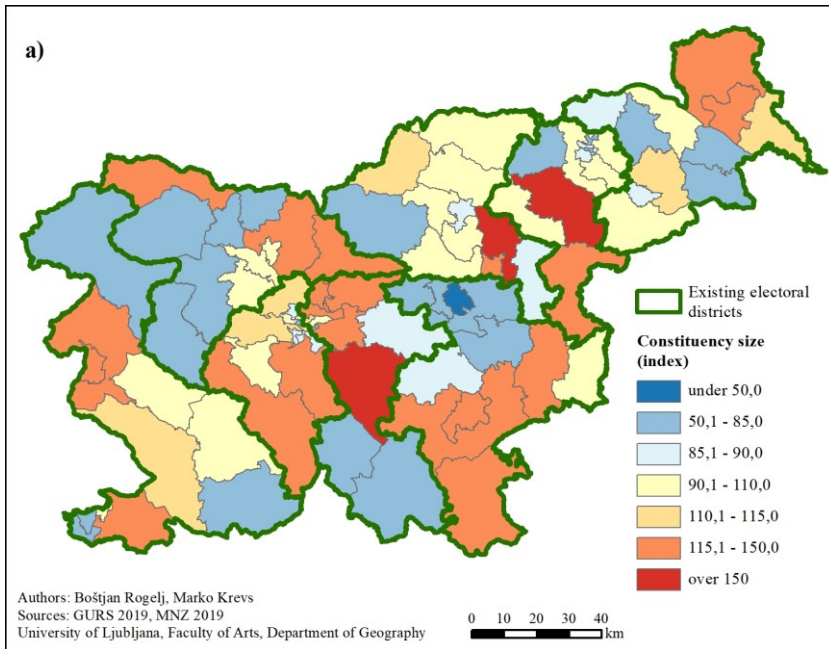 a)
Existing electoral
districts
Constituency size
(index)
under 50,0
50,1 - 85,0
85,1 - 90,0
90,1 - 110,0
110,1 - 115,0
115,1 - 150,0
over 150
Authors: Boštjan Rogelj, Marko Krevs
Sources: GURS 2019, MNZ 2019
University of Ljubljana, Faculty of Arts, Department of Geography
0 10 20 30 40
km